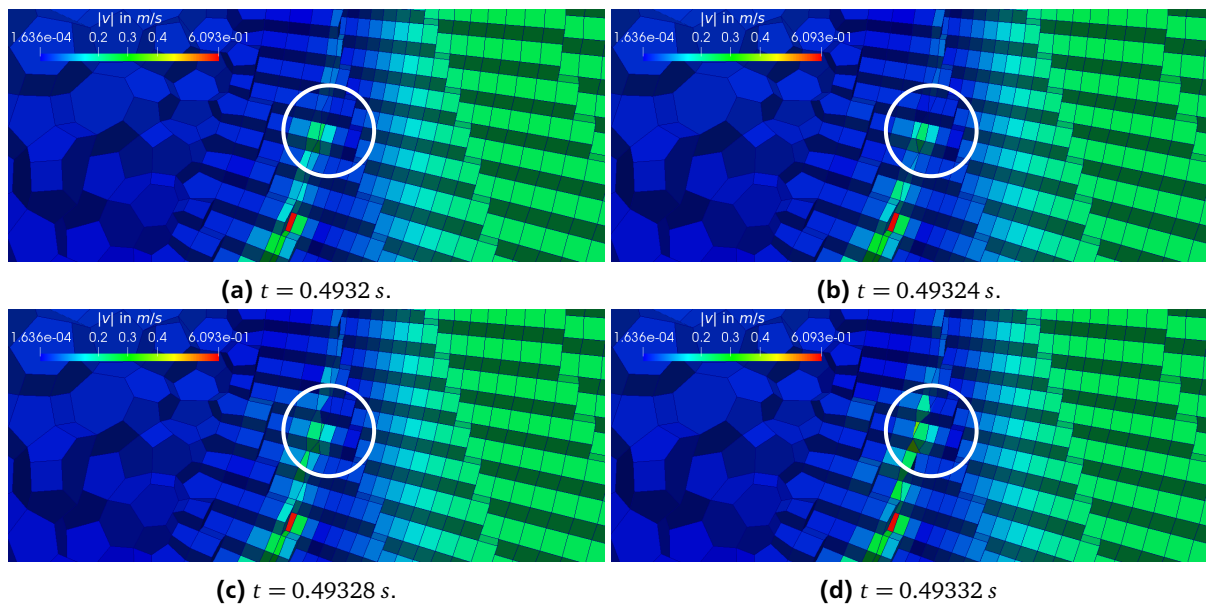 |v| in m/s
1.636e-04 0.2 0.3 0.4 6.093e-01
|v| in m/s
1.636e-04 0.2 0.3 0.4 6.093e-01
(a) t = 0.4932 s.
(b) t = 0.49324 s.
|v| in m/s
1.636e-04 0.2 0.3 0.4 6.093e-01
|v| in m/s
1.636e-04 0.2 0.3 0.4 6.093e-01
(c) t = 0.49328 s.
(d) t = 0.49332 s